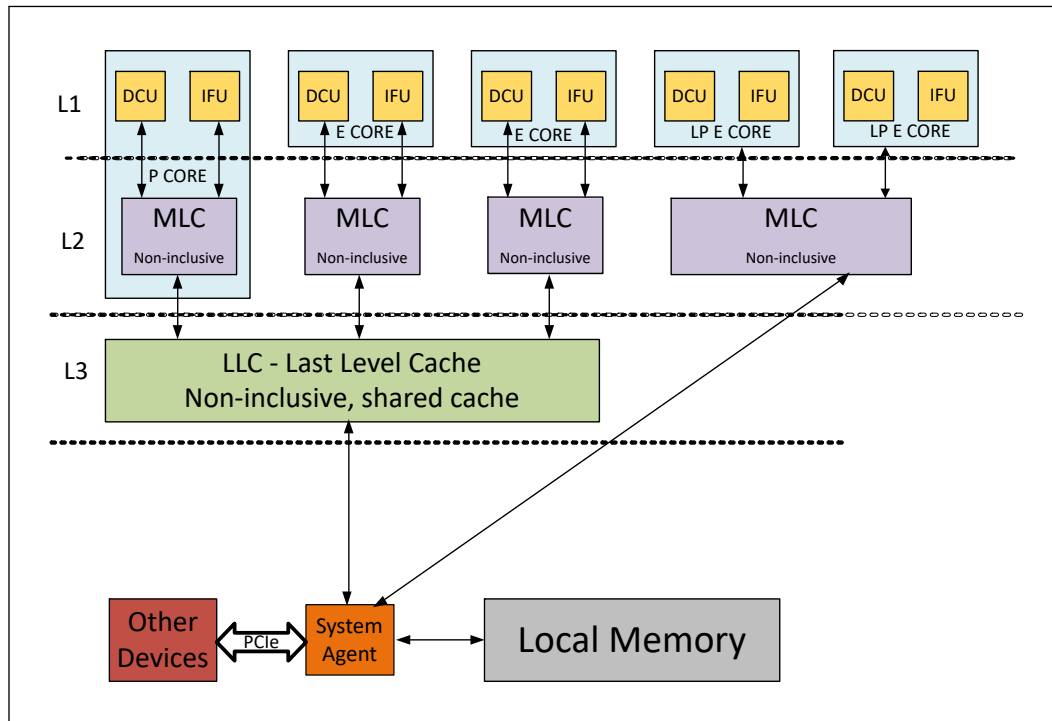 L1
DCU
IFU
P CORE
DCU
IFU
E CORE
DCU
IFU
E CORE
DCU
IFU
LP E CORE
DCU
IFU
LP E CORE
L2
MLC
Non-inclusive
MLC
Non-inclusive
MLC
Non-inclusive
MLC
Non-inclusive
L3
LLC - Last Level Cache
Non-inclusive, shared cache
Other
Devices
PCIe
System
Agent
Local Memory